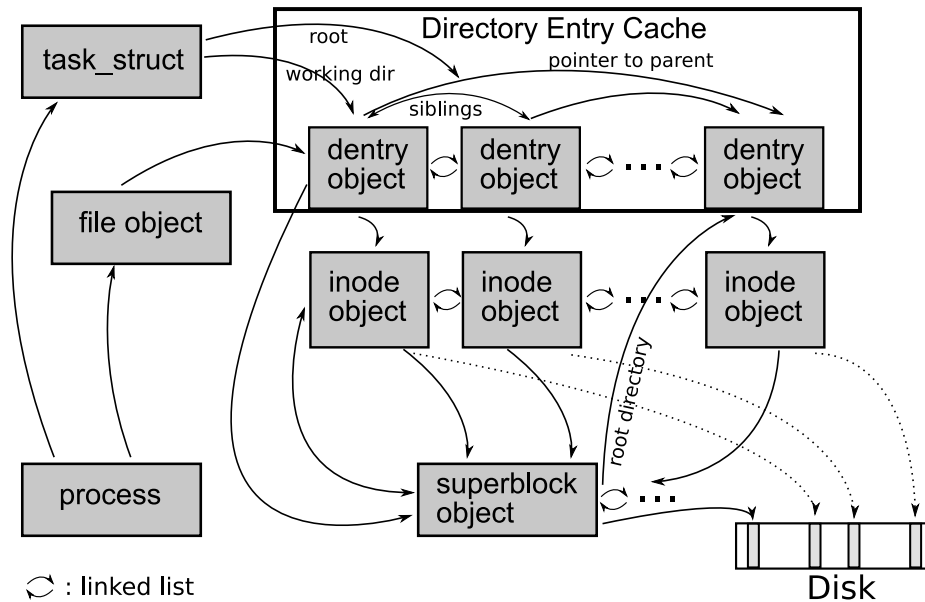 Directory Entry Cache
task_struct
root
working dir
pointer to parent
siblings
dentry
object
dentry
object
...
dentry
object
file object
inode
object
inode
object
...
inode
object
root directory
process
superblock
object
...
Disk
: linked list